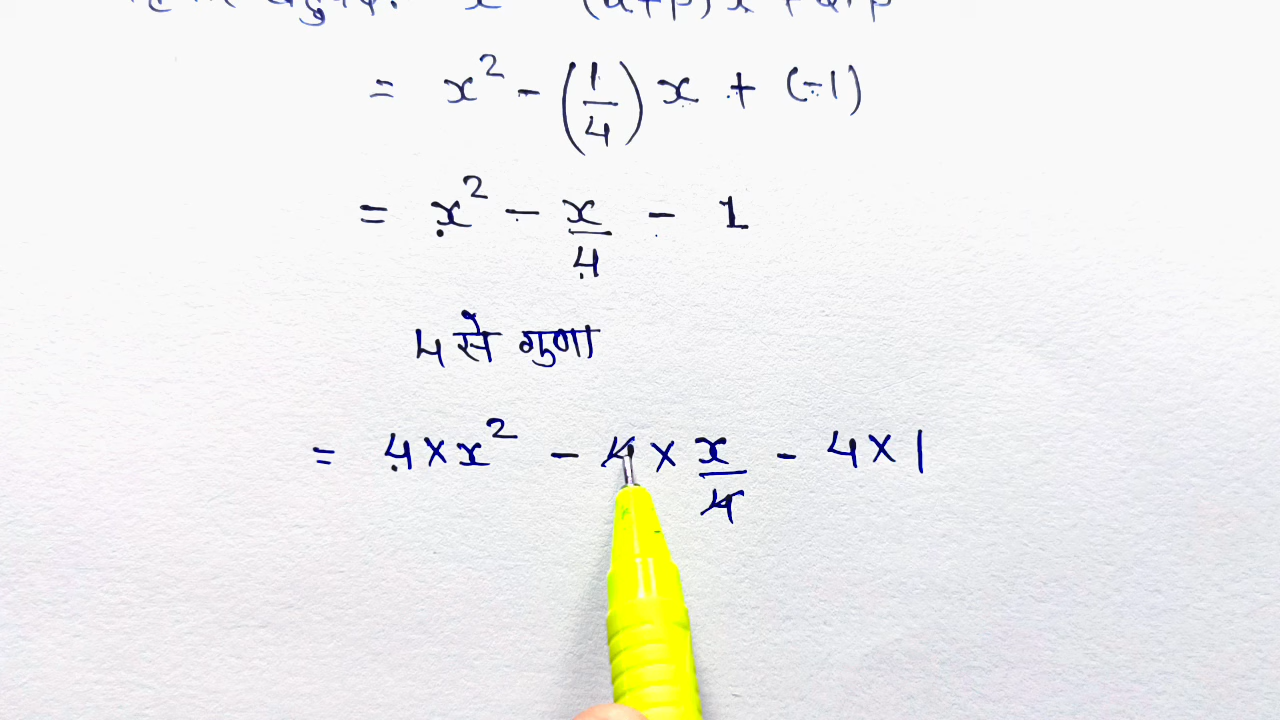 = x² - (1/4) x + (-1)
= x² - x/4 - 1
4 से गुणा
= 4 × x² - 4 × x/4 - 4 × 1